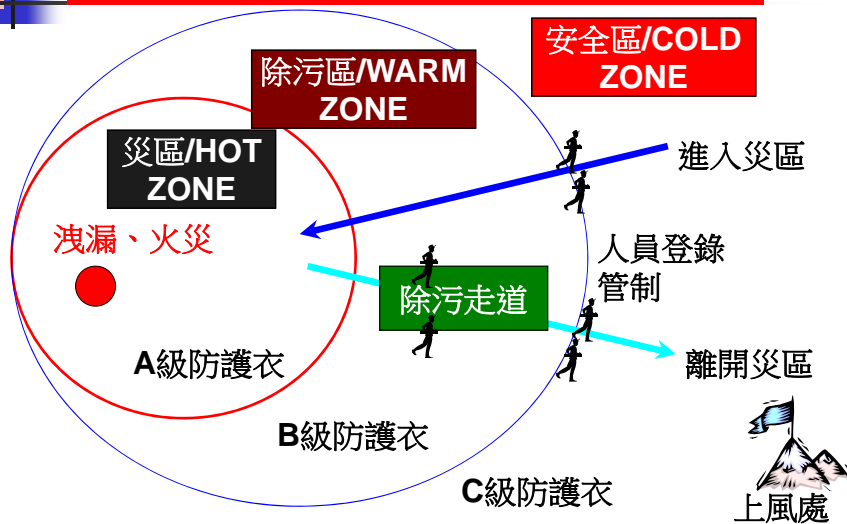 安全區/COLD
ZONE
除污區/WARM
ZONE
災區/HOT
ZONE
進入災區
洩漏、火災
人員登錄
管制
除污走道
離開災區
A級防護衣
B級防護衣
C級防護衣
上風處